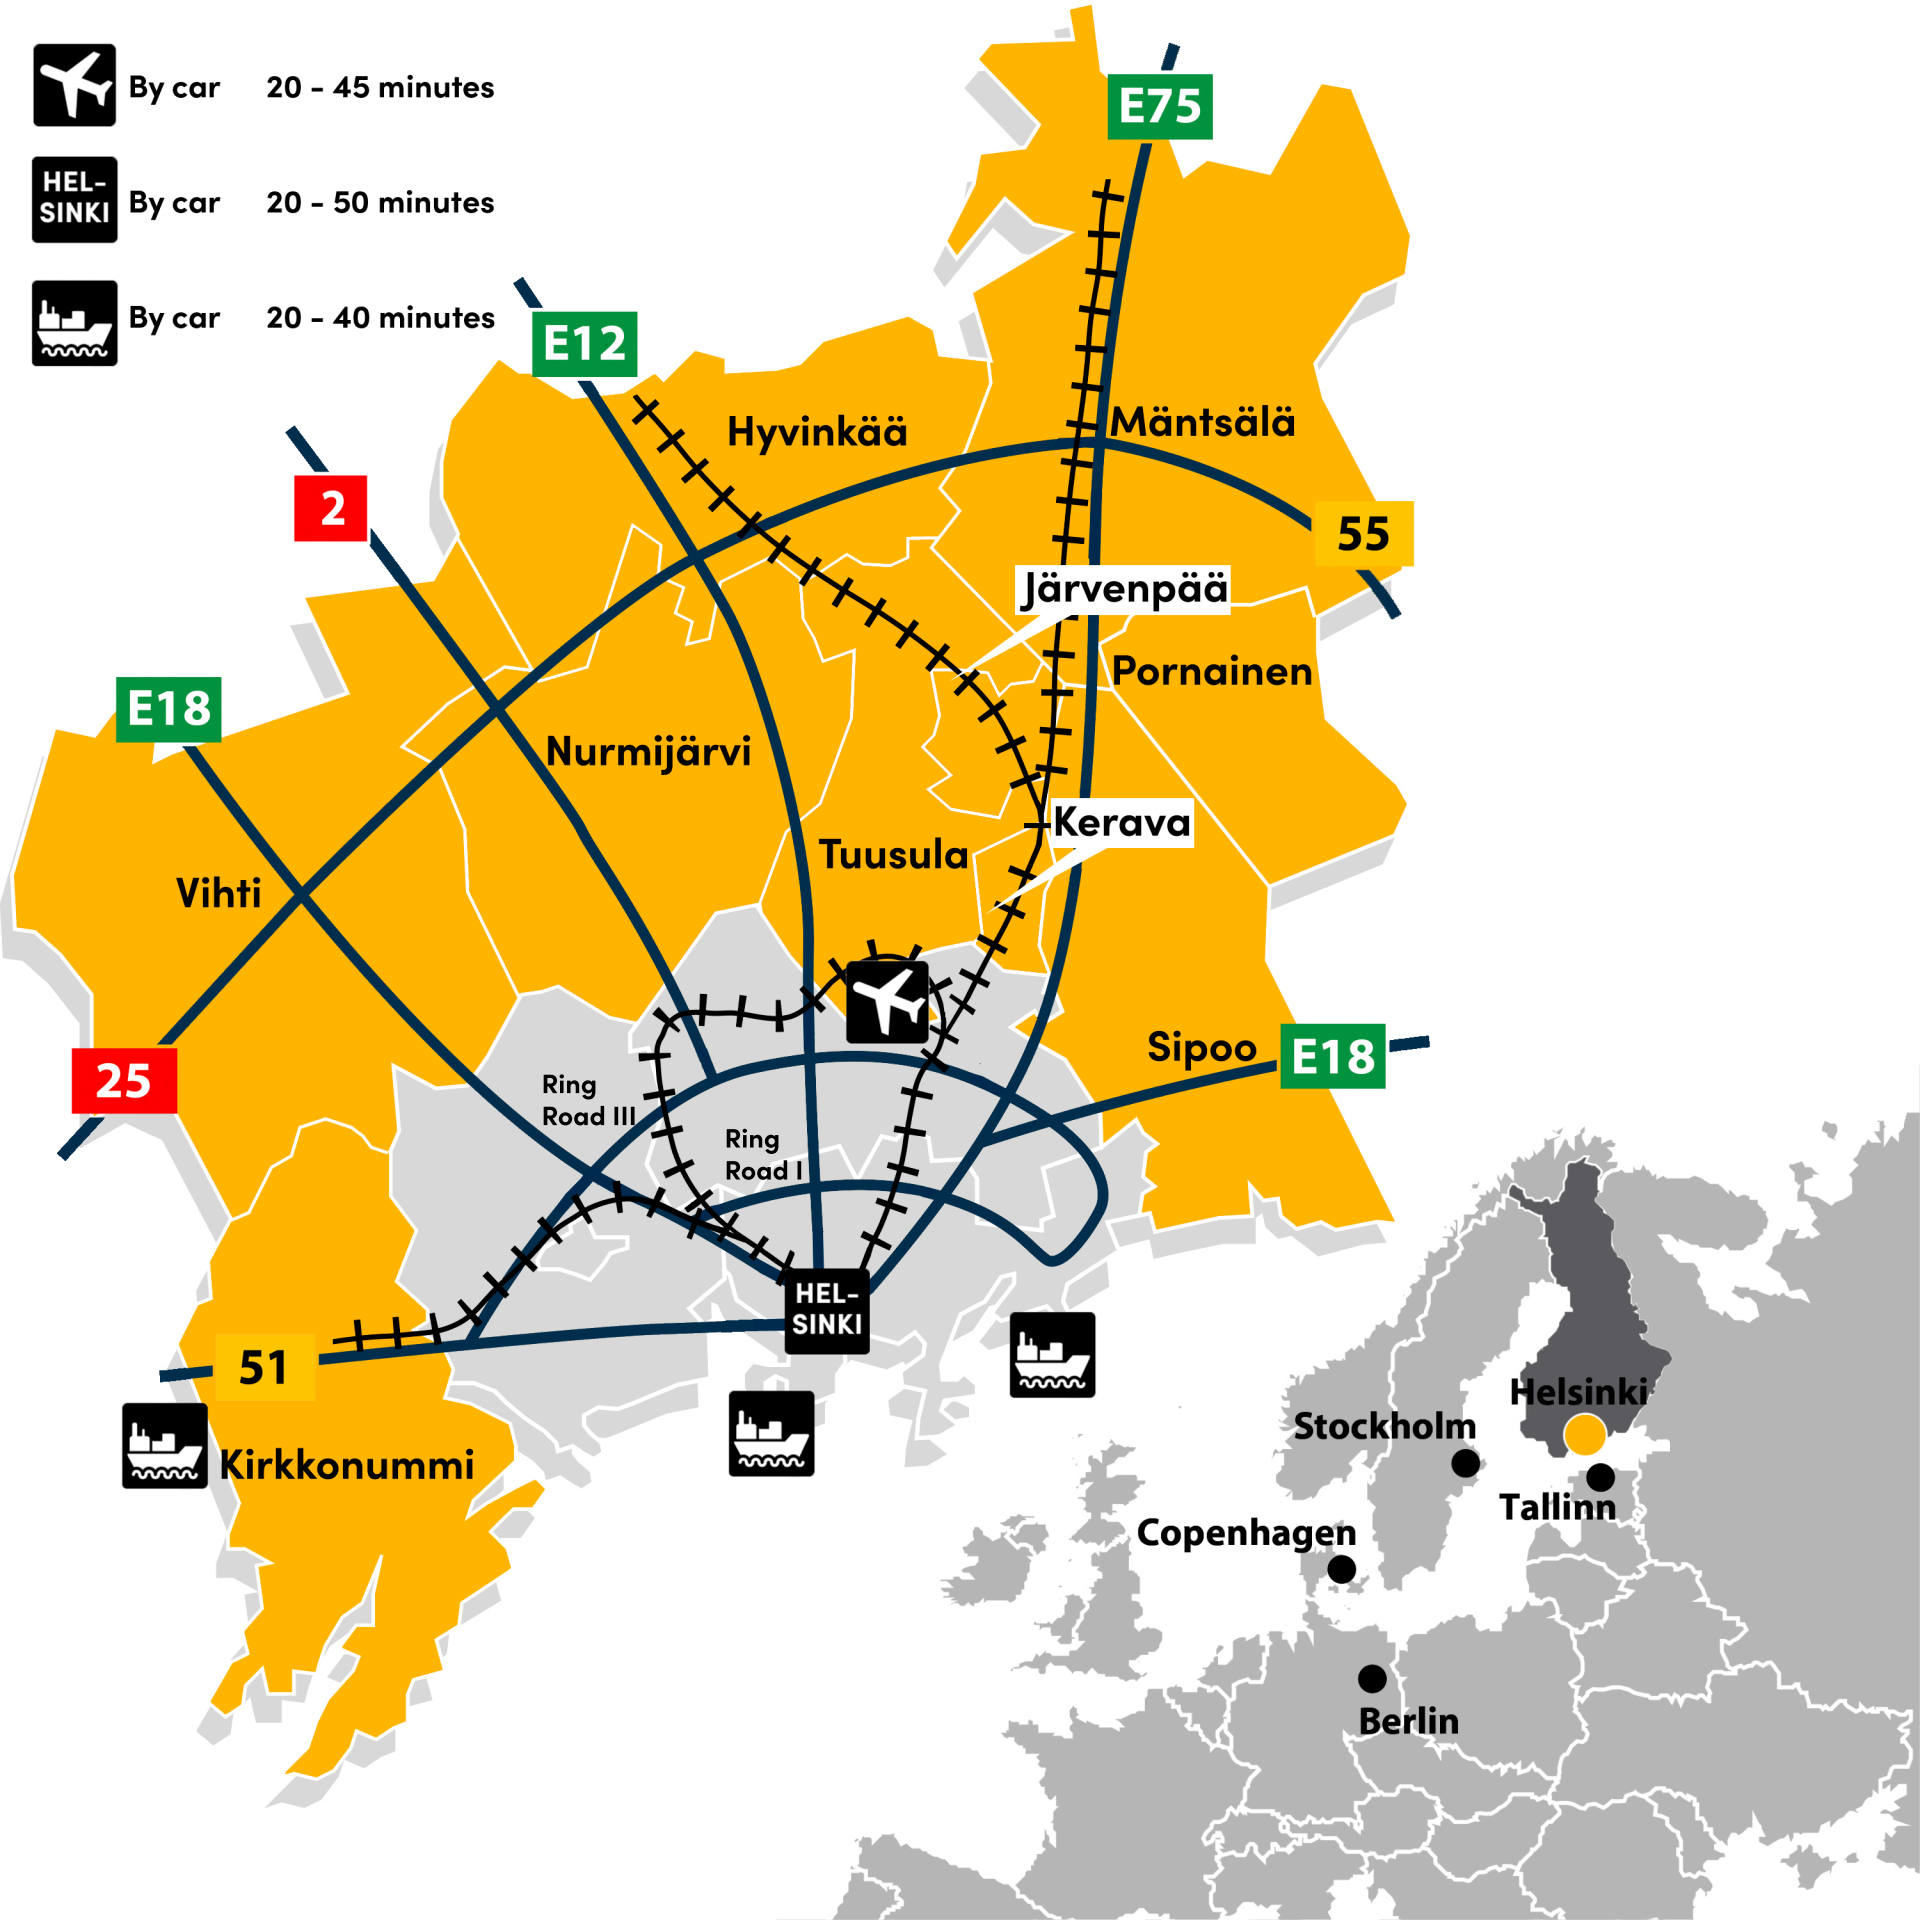 By car 20 - 45 minutes
HEL-
SINKI
By car 20 - 50 minutes
By car 20 - 40 minutes
E75
E12
Hyvinkää
Mäntsälä
2
55
Järvenpää
Pornainen
E18
Nurmijärvi
Kerava
Tuusula
Vihti
Sipoo
E18
25
Ring
Road III
Ring
Road I
HEL-
SINKI
51
Kirkkonummi
Helsinki
Stockholm
Tallinn
Copenhagen
Berlin